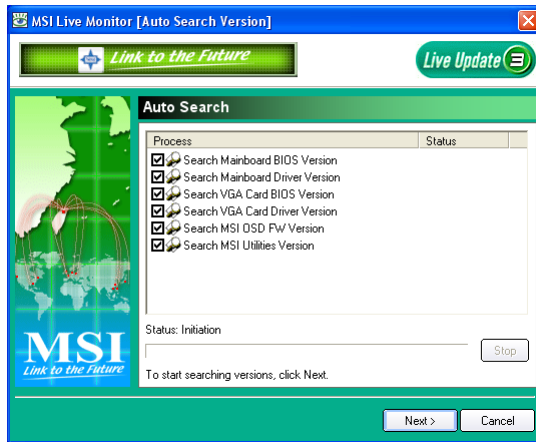 MSI Live Monitor [Auto Search Version]
Link to the Future
Live Update 3
Auto Search
Process Status
Search Mainboard BIOS Version
Search Mainboard Driver Version
Search VGA Card BIOS Version
Search VGA Card Driver Version
Search MSI OSD FW Version
Search MSI Utilities Version
Status: Initiation
Stop
To start searching versions, click Next.
MSI
Link to the Future
Next > Cancel